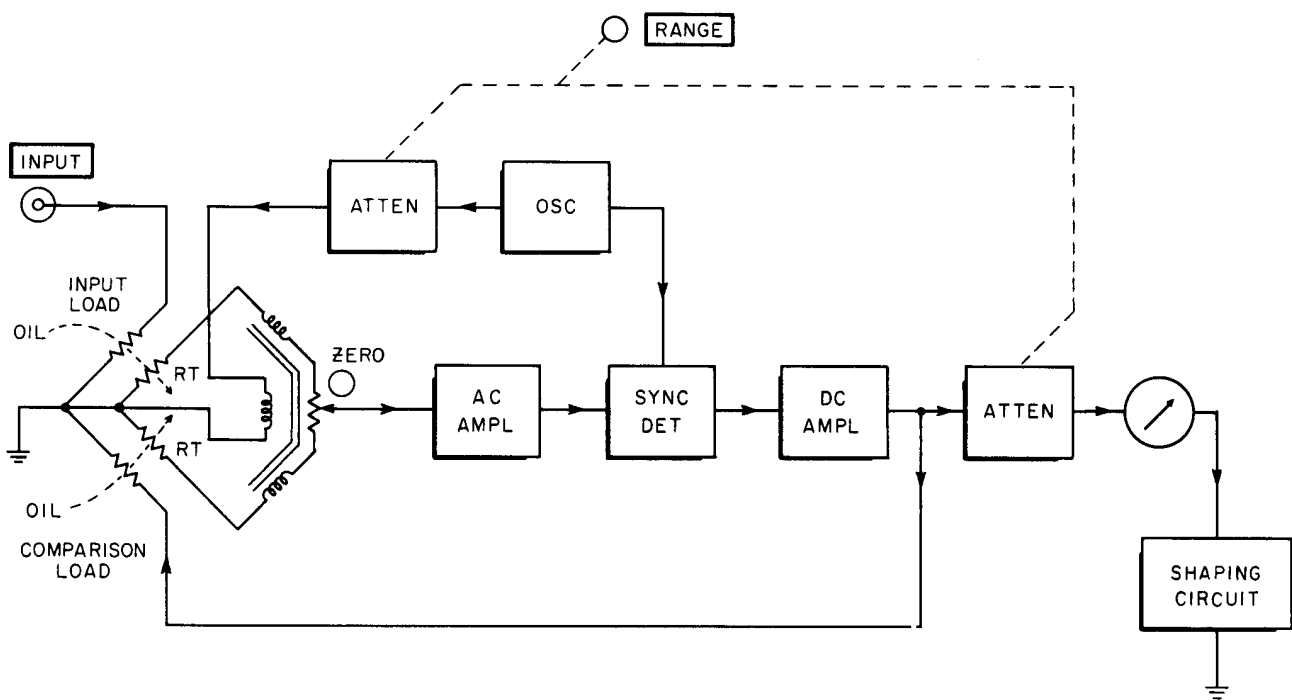 RANGE
INPUT
ATTEN
OSC
INPUT
LOAD
OIL
RT
ZERO
AC
AMPL
SYNC
DET
DC
AMPL
ATTEN
RT
OIL
COMPARISON
LOAD
SHAPING
CIRCUIT